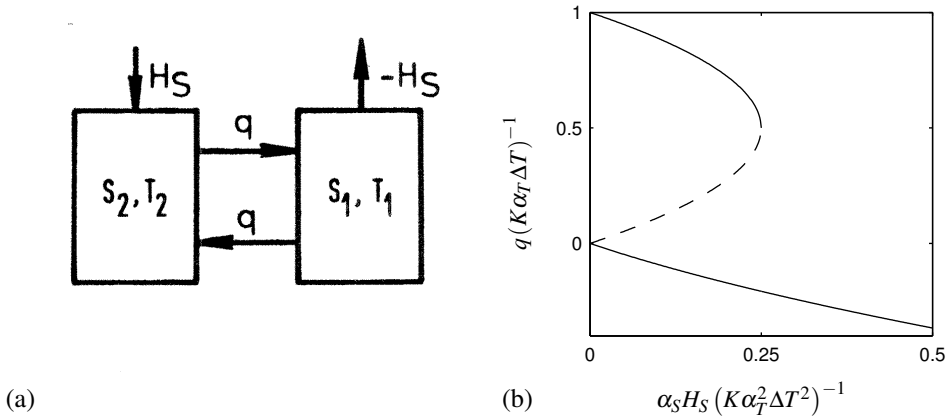 H_S
-H_S
q
S_2, T_2
S_1, T_1
q
(a)
1
0.5
0
q (Kα_TΔT)^{-1}
0
0.25
0.5
α_S H_S (Kα_T^2 ΔT^2)^{-1}
(b)